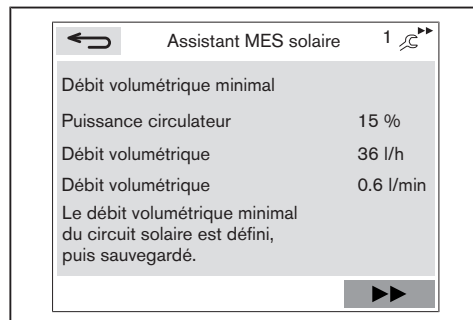 Assistant MES solaire 1
Débit volumétrique minimal
Puissance circulateur 15 %
Débit volumétrique 36 l/h
Débit volumétrique 0.6 l/min
Le débit volumétrique minimal
du circuit solaire est défini,
puis sauvegardé.